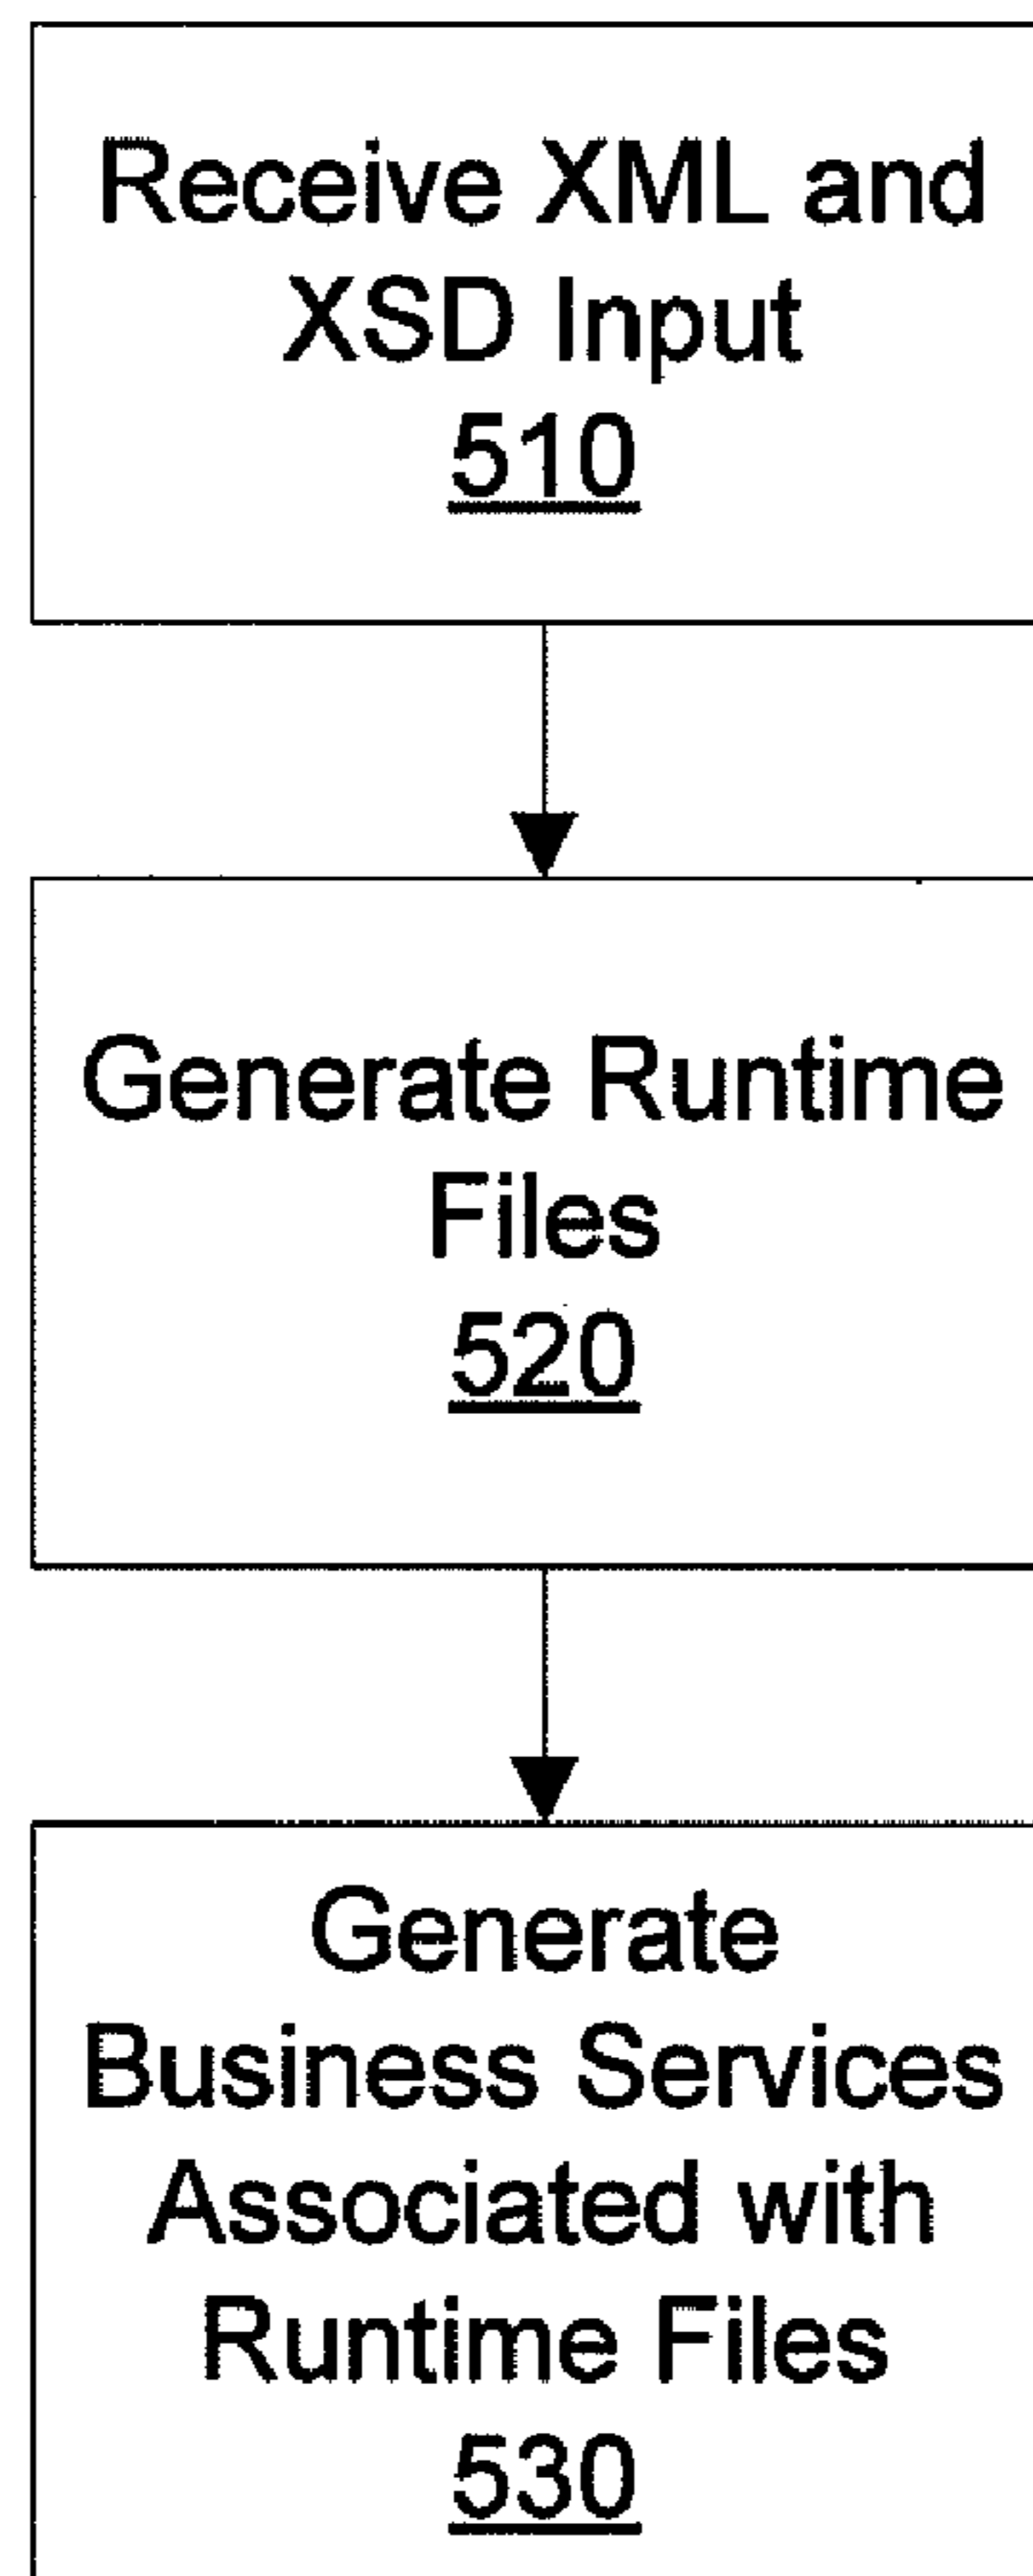 Receive XML and
XSD Input
510
Generate Runtime
Files
520
Generate
Business Services
Associated with
Runtime Files
530